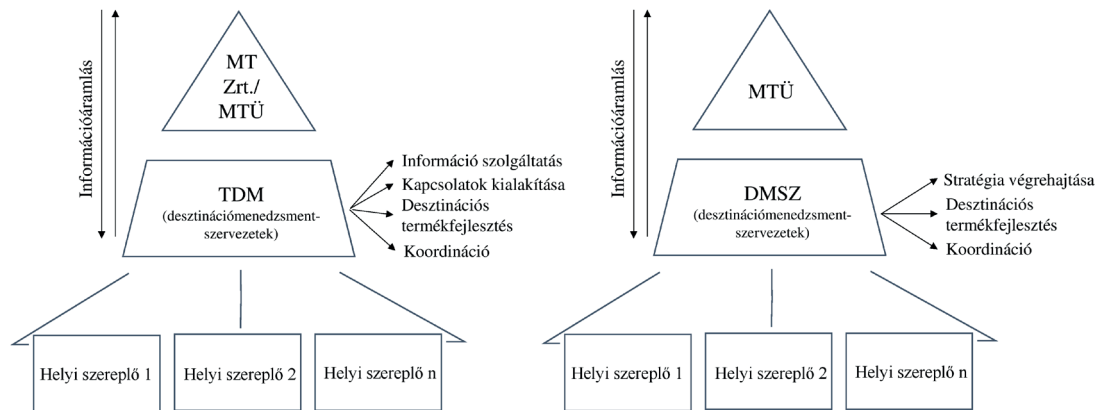 Információáramlás
MT
Zrt./
MTÜ
TDM
(desztinációmenedzsment-
szervezetek)
Információ szolgáltatás
Kapcsolatok kialakítása
Desztinációs
termékfejlesztés
Koordináció
Helyi szereplő 1
Helyi szereplő 2
Helyi szereplő n
Információáramlás
MTÜ
DMSZ
(desztinációmenedzsment-
szervezetek)
Stratégia végrehajtása
Desztinációs
termékfejlesztés
Koordináció
Helyi szereplő 1
Helyi szereplő 2
Helyi szereplő n